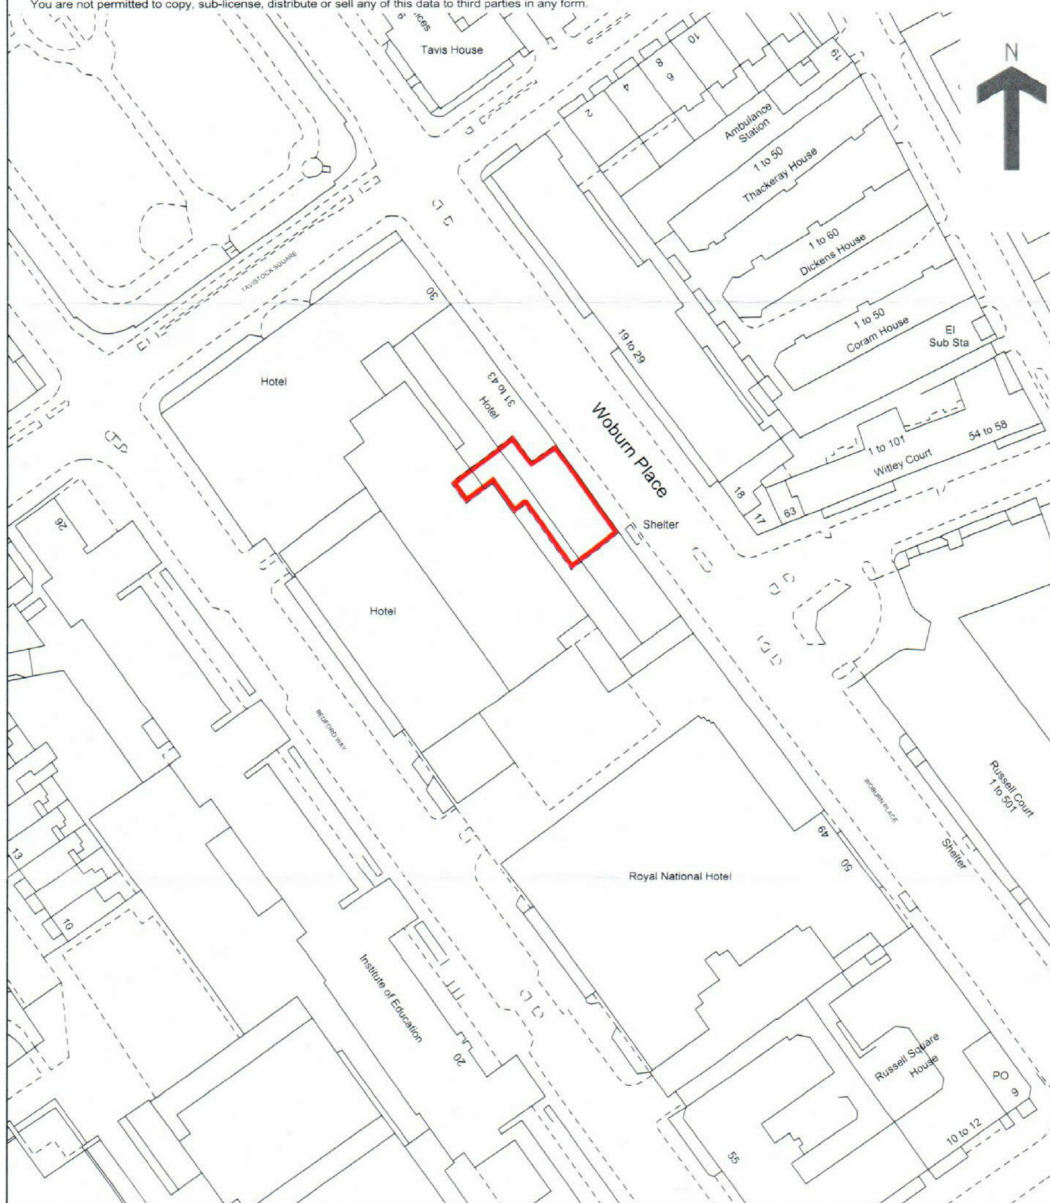 You are not permitted to copy, sub-license, distribute or sell any of this data to third parties in any form.
Tavis House
N
2
4
6
8
10
19
Ambulance
Station
1 to 50
Thackeray House
1 to 60
Dickens House
1 to 50
Coram House
El
Sub Sta
TAVISTOCK SQUARE
30
Hotel
31 to 43
Hotel
19 to 29
Woburn Place
Shelter
1 to 101
Witley Court
54 to 58
18
17
63
26
Hotel
BEDFORD WAY
WOBURN PLACE
Russell Court
1 to 501
Shelter
49
50
Royal National Hotel
13
10
Institute of Education
20
Russell Square
House
PO
9
10 to 12
55